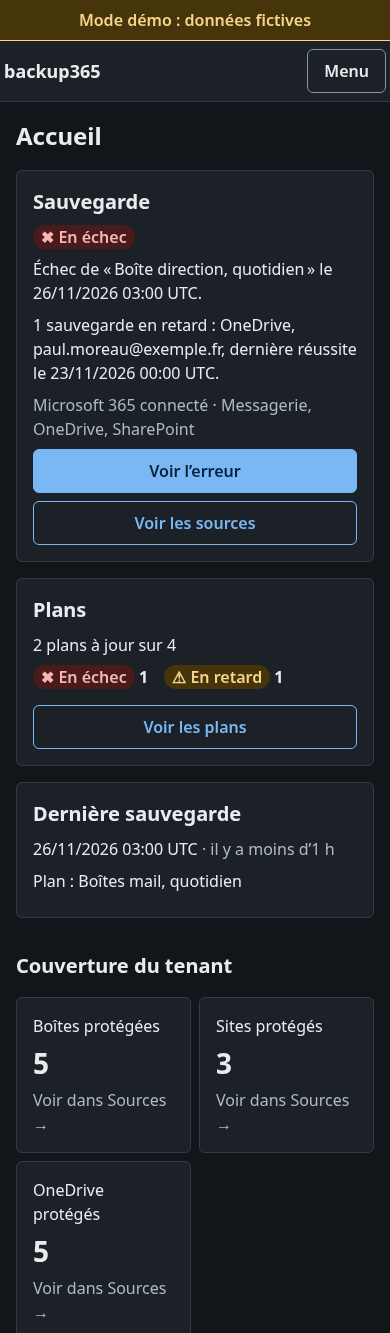 Mode démo : données fictives
backup365
Menu
Accueil
Sauvegarde
✖ En échec
Échec de « Boîte direction, quotidien » le
26/11/2026 03:00 UTC.
1 sauvegarde en retard : OneDrive,
paul.moreau@exemple.fr, dernière réussite
le 23/11/2026 00:00 UTC.
Microsoft 365 connecté · Messagerie,
OneDrive, SharePoint
Voir l’erreur
Voir les sources
Plans
2 plans à jour sur 4
✖ En échec 1 ⚠ En retard 1
Voir les plans
Dernière sauvegarde
26/11/2026 03:00 UTC · il y a moins d’1 h
Plan : Boîtes mail, quotidien
Couverture du tenant
Boîtes protégées
5
Voir dans Sources
→
Sites protégés
3
Voir dans Sources
→
OneDrive
protégés
5
Voir dans Sources
→